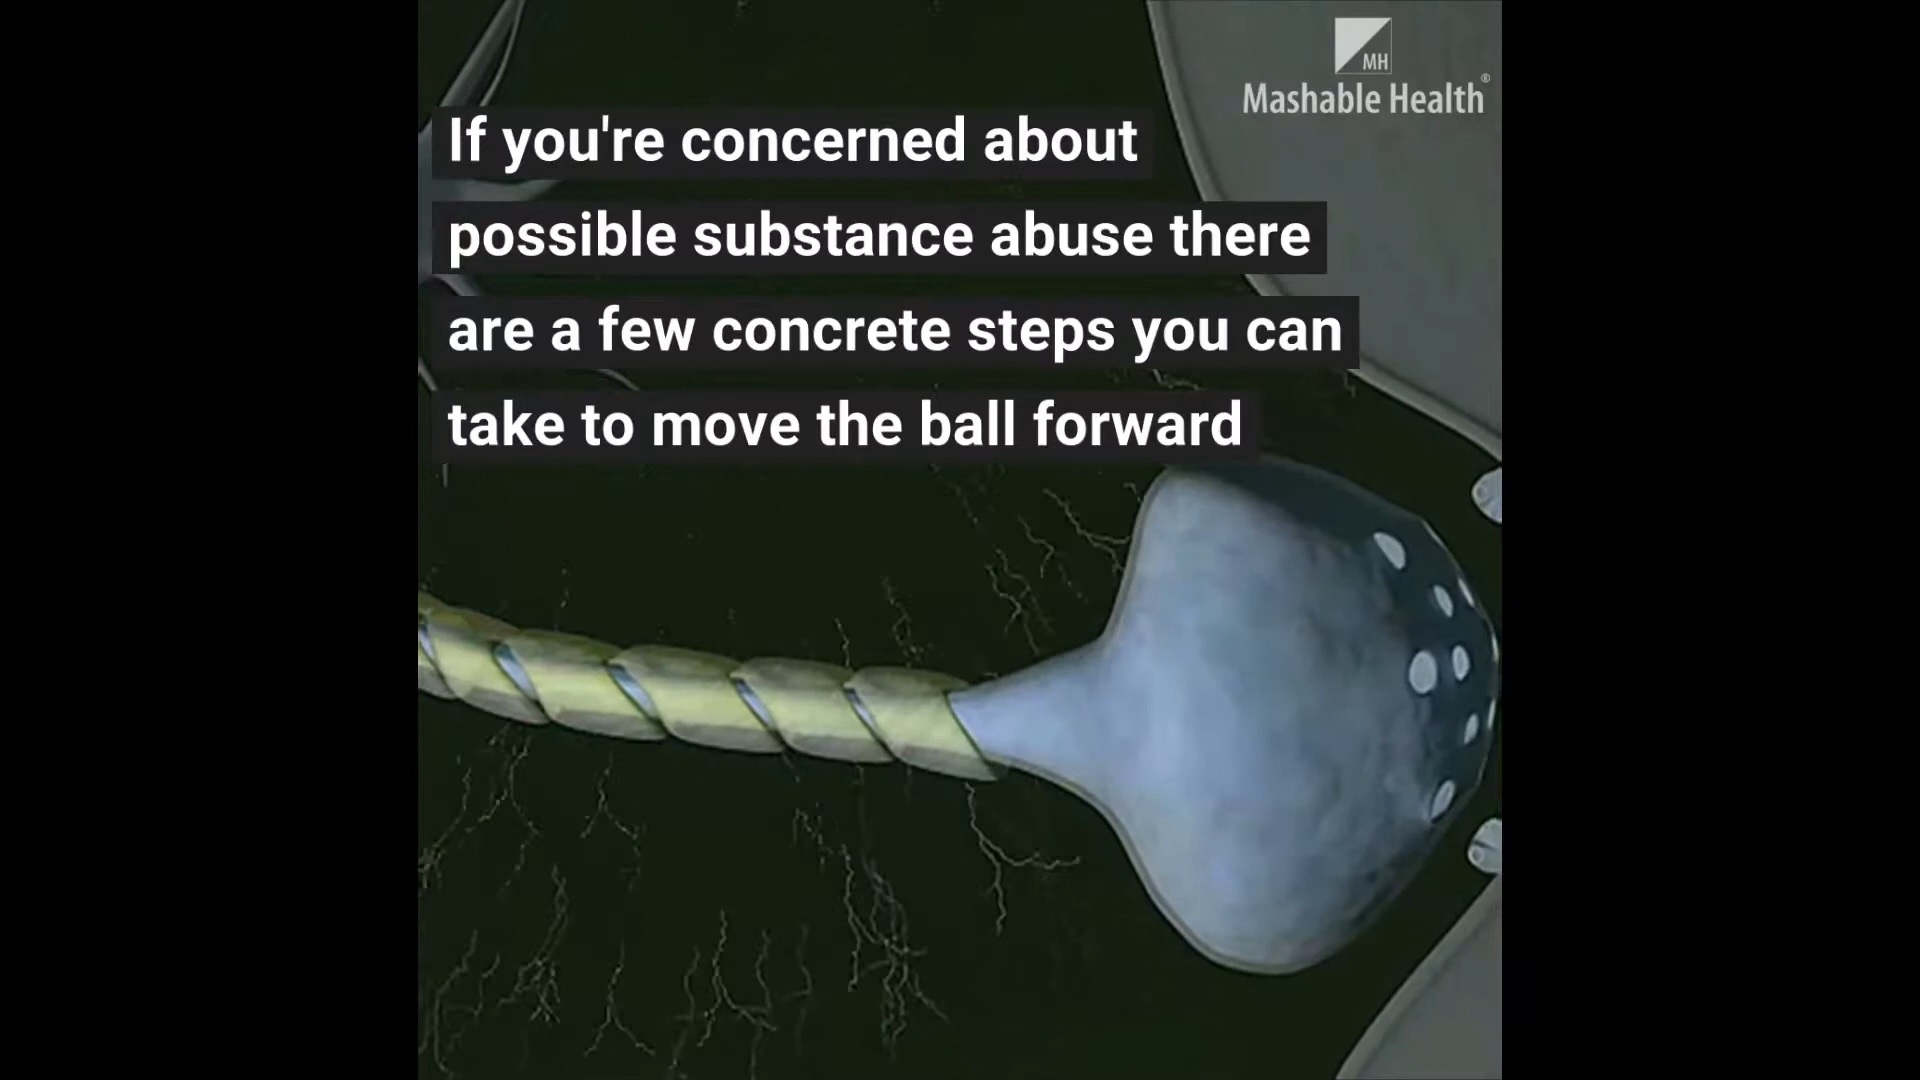 MH
Mashable Health®
If you're concerned about
possible substance abuse there
are a few concrete steps you can
take to move the ball forward